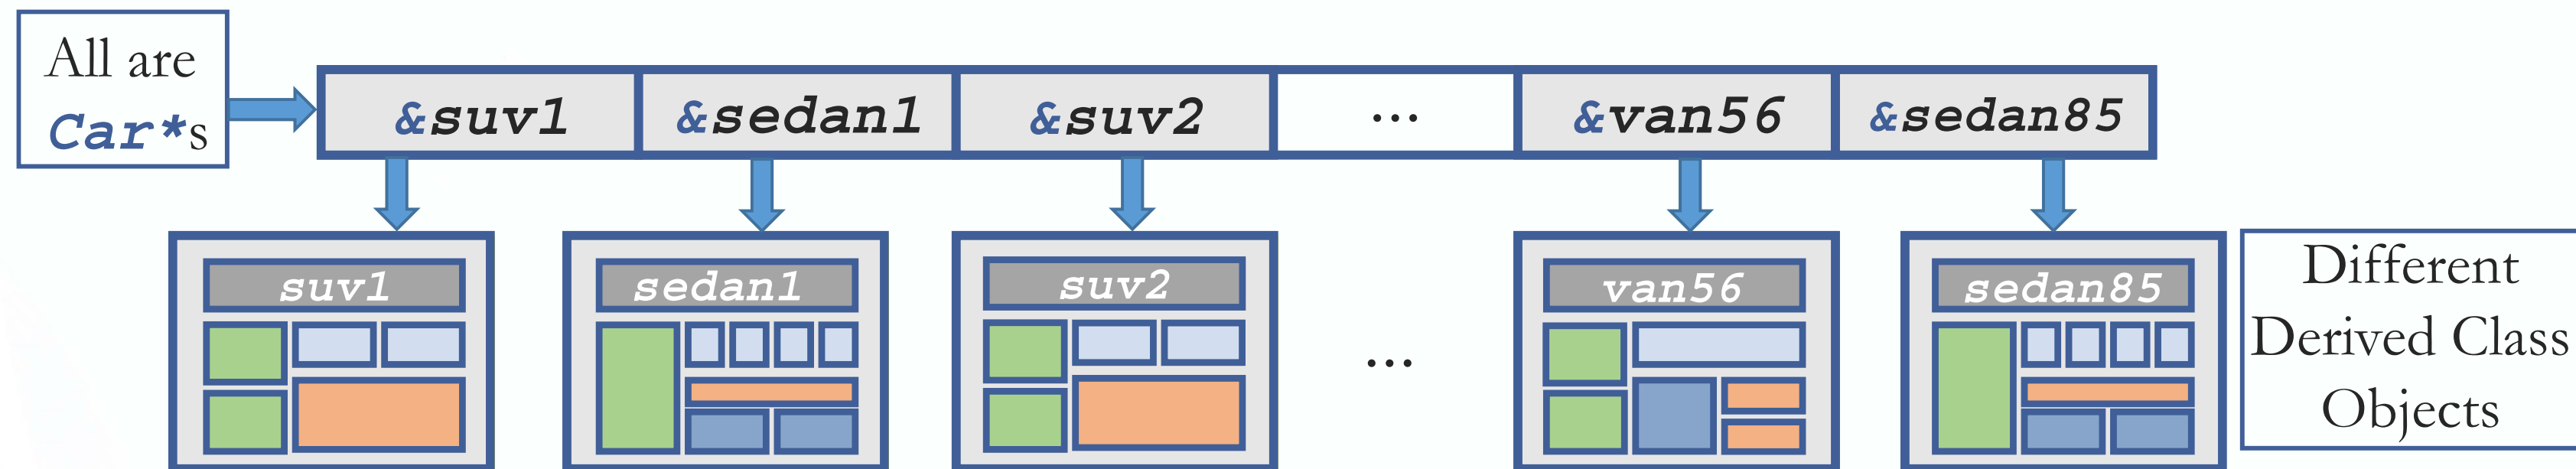 All are
Car*s
&suv1 &sedan1 &suv2 ... &van56 &sedan85
suv1 sedan1 suv2 ... van56 sedan85
Different
Derived Class
Objects